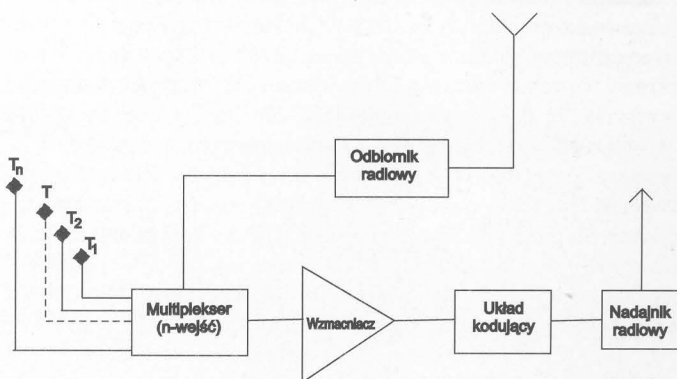 Odbiornik
radiowy
Tn
T
T2
T1
Multiplekser
(n-wejść)
Wzmacniacz
Układ
kodujący
Nadajnik
radiowy